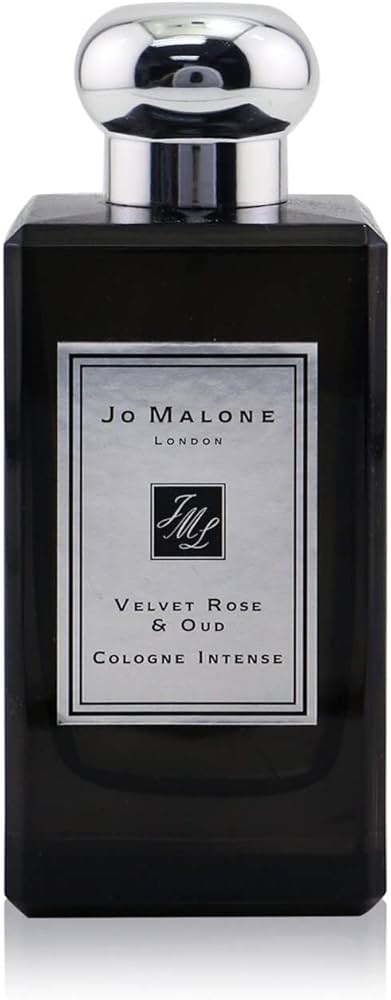 JO MALONE
LONDON
JML
VELVET ROSE
& OUD
COLOGNE INTENSE